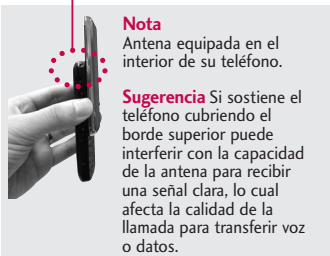 Nota
Antena equipada en el
interior de su teléfono.
Sugerencia Si sostiene el
teléfono cubriendo el
borde superior puede
interferir con la capacidad
de la antena para recibir
una señal clara, lo cual
afecta la calidad de la
llamada para transferir voz
o datos.